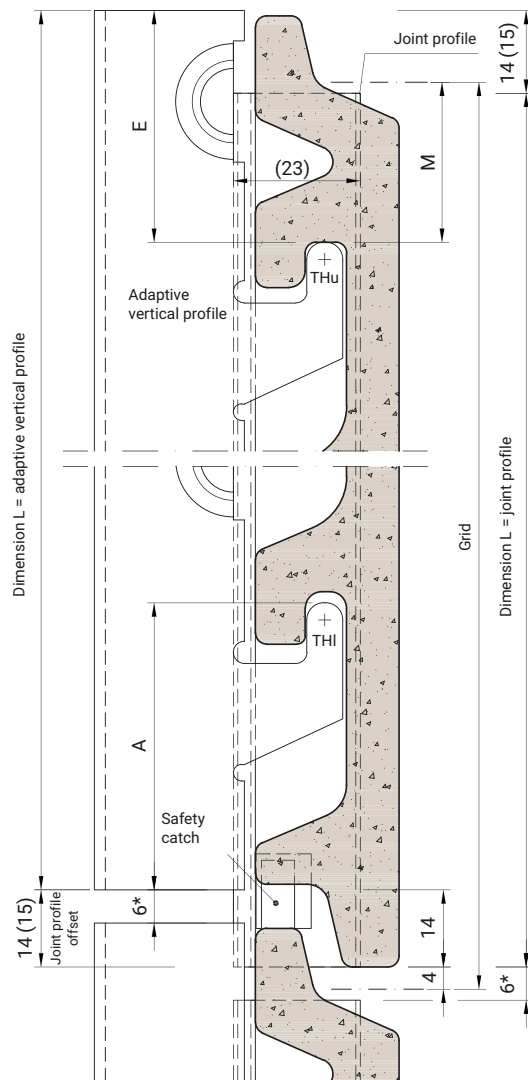 Joint profile
14 (15)
E
(23)
M
THu
Adaptive
vertical profile
Dimension L = adaptive vertical profile
Grid
Dimension L = joint profile
THl
A
Safety
catch
14 (15)
Joint profile
offset
6*
14
4
6*